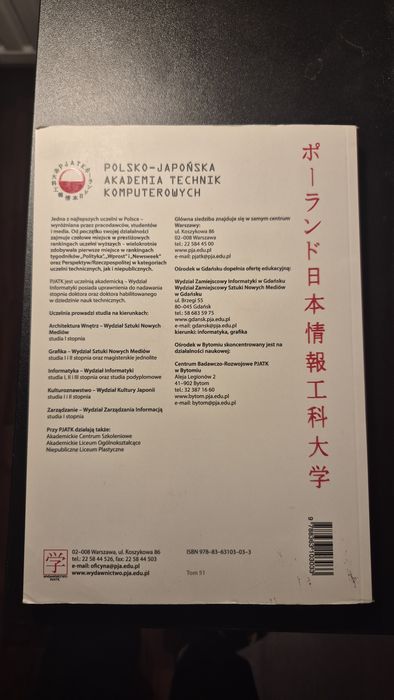 POLSKO-JAPOŃSKA
AKADEMIA TECHNIK
KOMPUTEROWYCH
Jedna z najlepszych uczelni w Polsce –
wyróżniana przez pracodawców, studentów
i media. Od początku swojej działalności
zajmuje czołowe miejsca w prestiżowych
rankingach uczelni wyższych – wielokrotnie
zdobywała pierwsze miejsce w rankingach
tygodników „Polityka”, „Wprost” i „Newsweek”
oraz Perspektyw/Rzeczpospolitej w kategoriach
uczelni technicznych, jak i niepublicznych.
PJATK jest uczelnią akademicką – Wydział
Informatyki posiada uprawnienia do nadawania
stopnia doktora oraz doktora habilitowanego
w dziedzinie nauk technicznych.
Uczelnia prowadzi studia na kierunkach:
Architektura Wnętrz – Wydział Sztuki Nowych
Mediów
studia I stopnia
Grafika – Wydział Sztuki Nowych Mediów
studia I i II stopnia oraz magisterskie jednolite
Informatyka – Wydział Informatyki
studia I, II i III stopnia oraz studia podyplomowe
Kulturoznawstwo – Wydział Kultury Japonii
studia I i II stopnia
Zarządzanie – Wydział Zarządzania Informacją
studia I stopnia
Przy PJATK działają także:
Akademickie Centrum Szkoleniowe
Akademickie Liceum Ogólnokształcące
Niepubliczne Liceum Plastyczne
Główna siedziba znajduje się w samym centrum
Warszawy:
ul. Koszykowa 86
02–008 Warszawa
tel.: 22 584 45 00
www.pja.edu.pl
e-mail: pjatk@pja.edu.pl
Ośrodek w Gdańsku dopełnia ofertę edukacyjną:
Wydział Zamiejscowy Informatyki w Gdańsku
Wydział Zamiejscowy Sztuki Nowych Mediów
w Gdańsku
ul. Brzegi 55
80–045 Gdańsk
tel.: 58 683 59 75
www.gdansk.pja.edu.pl
e-mail: gdansk@pja.edu.pl
kierunki: informatyka, grafika
Ośrodek w Bytomiu skoncentrowany jest na
działalności naukowej:
Centrum Badawczo-Rozwojowe PJATK
w Bytomiu
Aleja Legionów 2
41–902 Bytom
tel.: 32 387 16 60
www.bytom.pja.edu.pl
e-mail: bytom@pja.edu.pl
ポーランド日本情報工科大学
学
WYDAWNICTWO
PJATK
02–008 Warszawa, ul. Koszykowa 86
tel.: 22 58 44 526, fax: 22 58 44 503
e-mail: oficyna@pja.edu.pl
www.wydawnictwo.pja.edu.pl
ISBN 978–83–63103–03–3
Tom 51
9 788363 103033